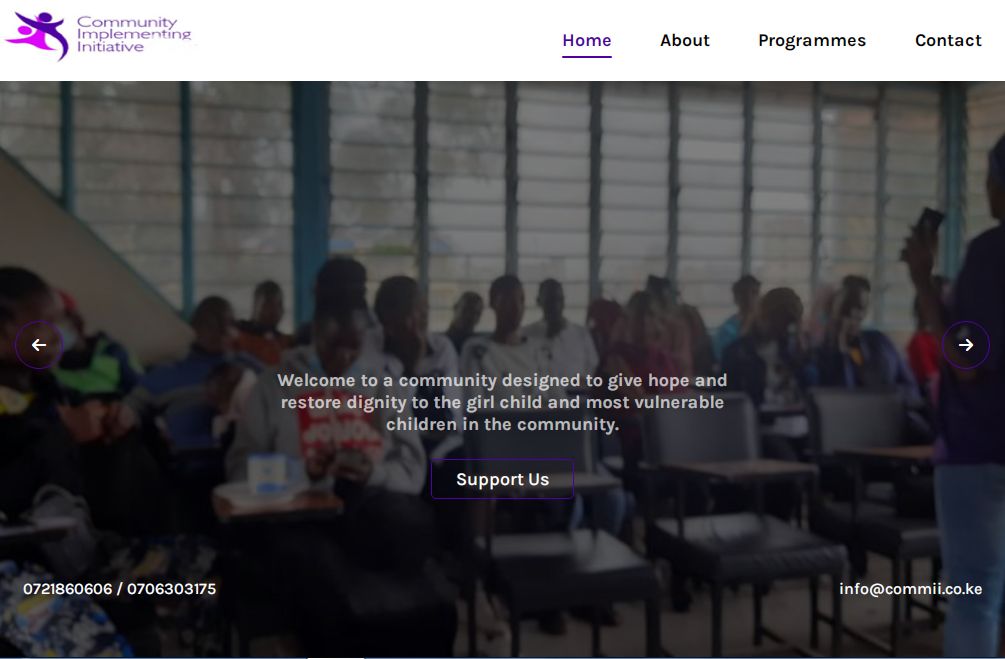 Community
Implementing
Initiative
Home
About
Programmes
Contact
Welcome to a community designed to give hope and
restore dignity to the girl child and most vulnerable
children in the community.
Support Us
0721860606 / 0706303175
info@commii.co.ke